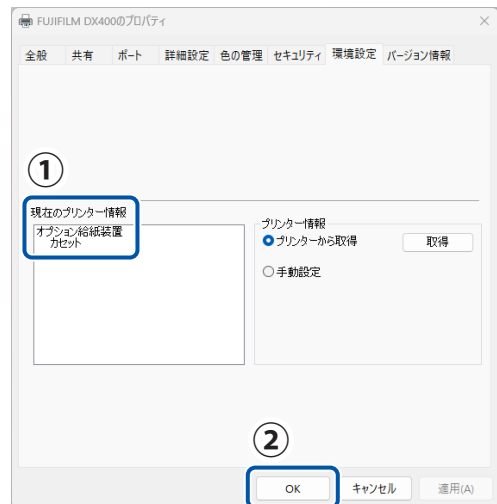 FUJIFILM DX400のプロパティ
全般 共有 ポート 詳細設定 色の管理 セキュリティ 環境設定 バージョン情報
①
現在のプリンター情報
オプション給紙装置
カセット
プリンター情報
プリンターから取得 取得
手動設定
②
OK キャンセル 適用(A)